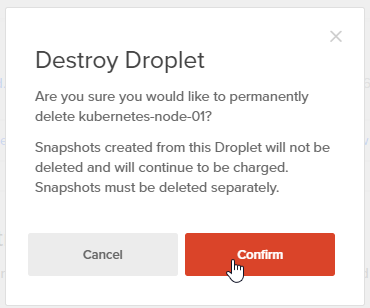 Destroy Droplet
Are you sure you would like to permanently
delete kubernetes-node-01?
Snapshots created from this Droplet will not be
deleted and will continue to be charged.
Snapshots must be deleted separately.
Cancel
Confirm